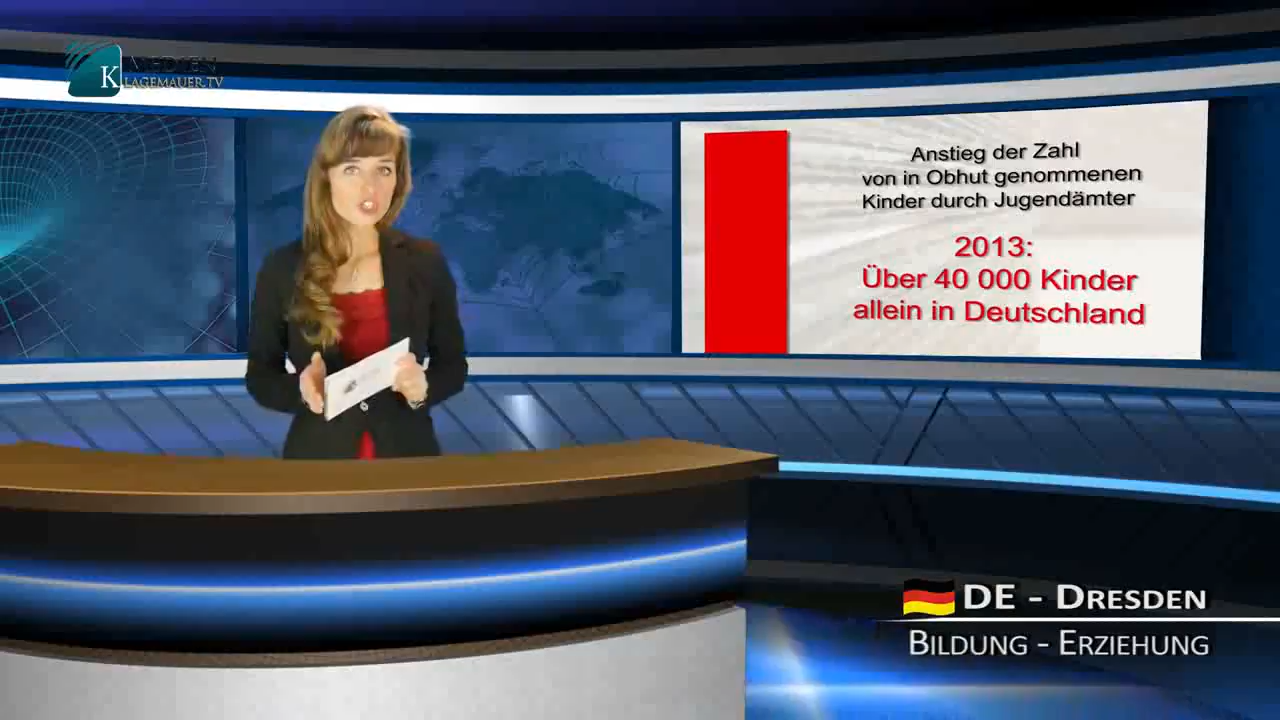 MEDIEN
KLAGEMAUER.TV
Anstieg der Zahl
von in Obhut genommenen
Kinder durch Jugendämter
2013:
Über 40 000 Kinder
allein in Deutschland
DE - DRESDEN
BILDUNG - ERZIEHUNG